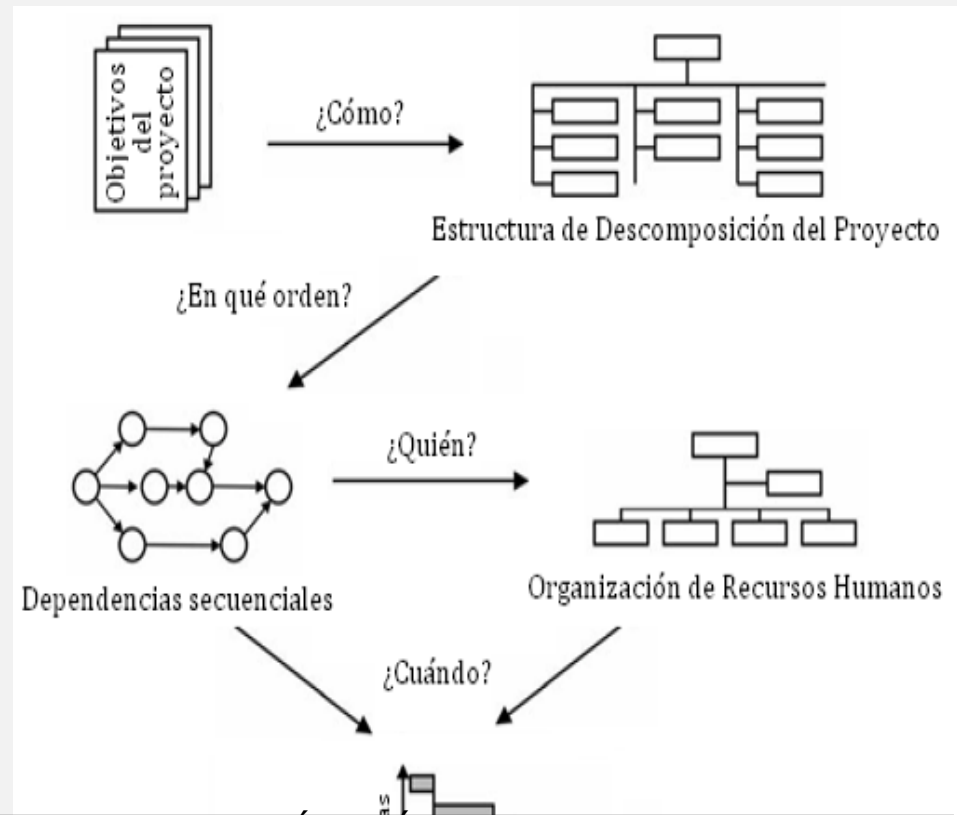 Objetivos
del
proyecto
¿Cómo?
Estructura de Descomposición del Proyecto
¿En qué orden?
¿Quién?
Dependencias secuenciales
Organización de Recursos Humanos
¿Cuándo?